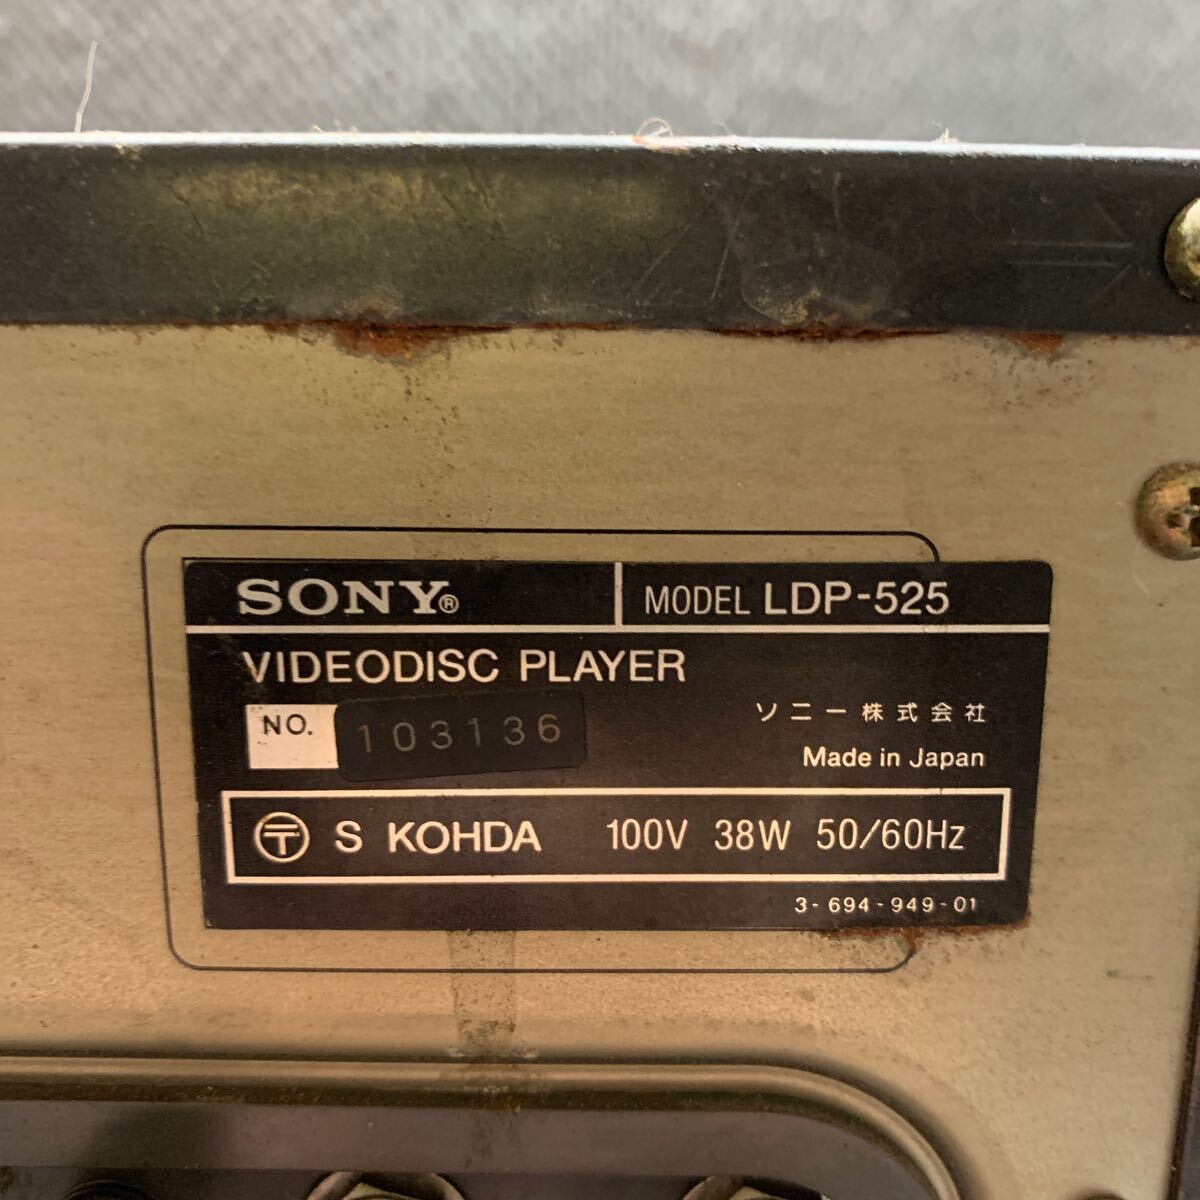 SONY®
MODEL LDP-525
VIDEODISC PLAYER
NO. 103136
ソニー株式会社
Made in Japan
〒 S KOHDA 100V 38W 50/60Hz
3-694-949-01